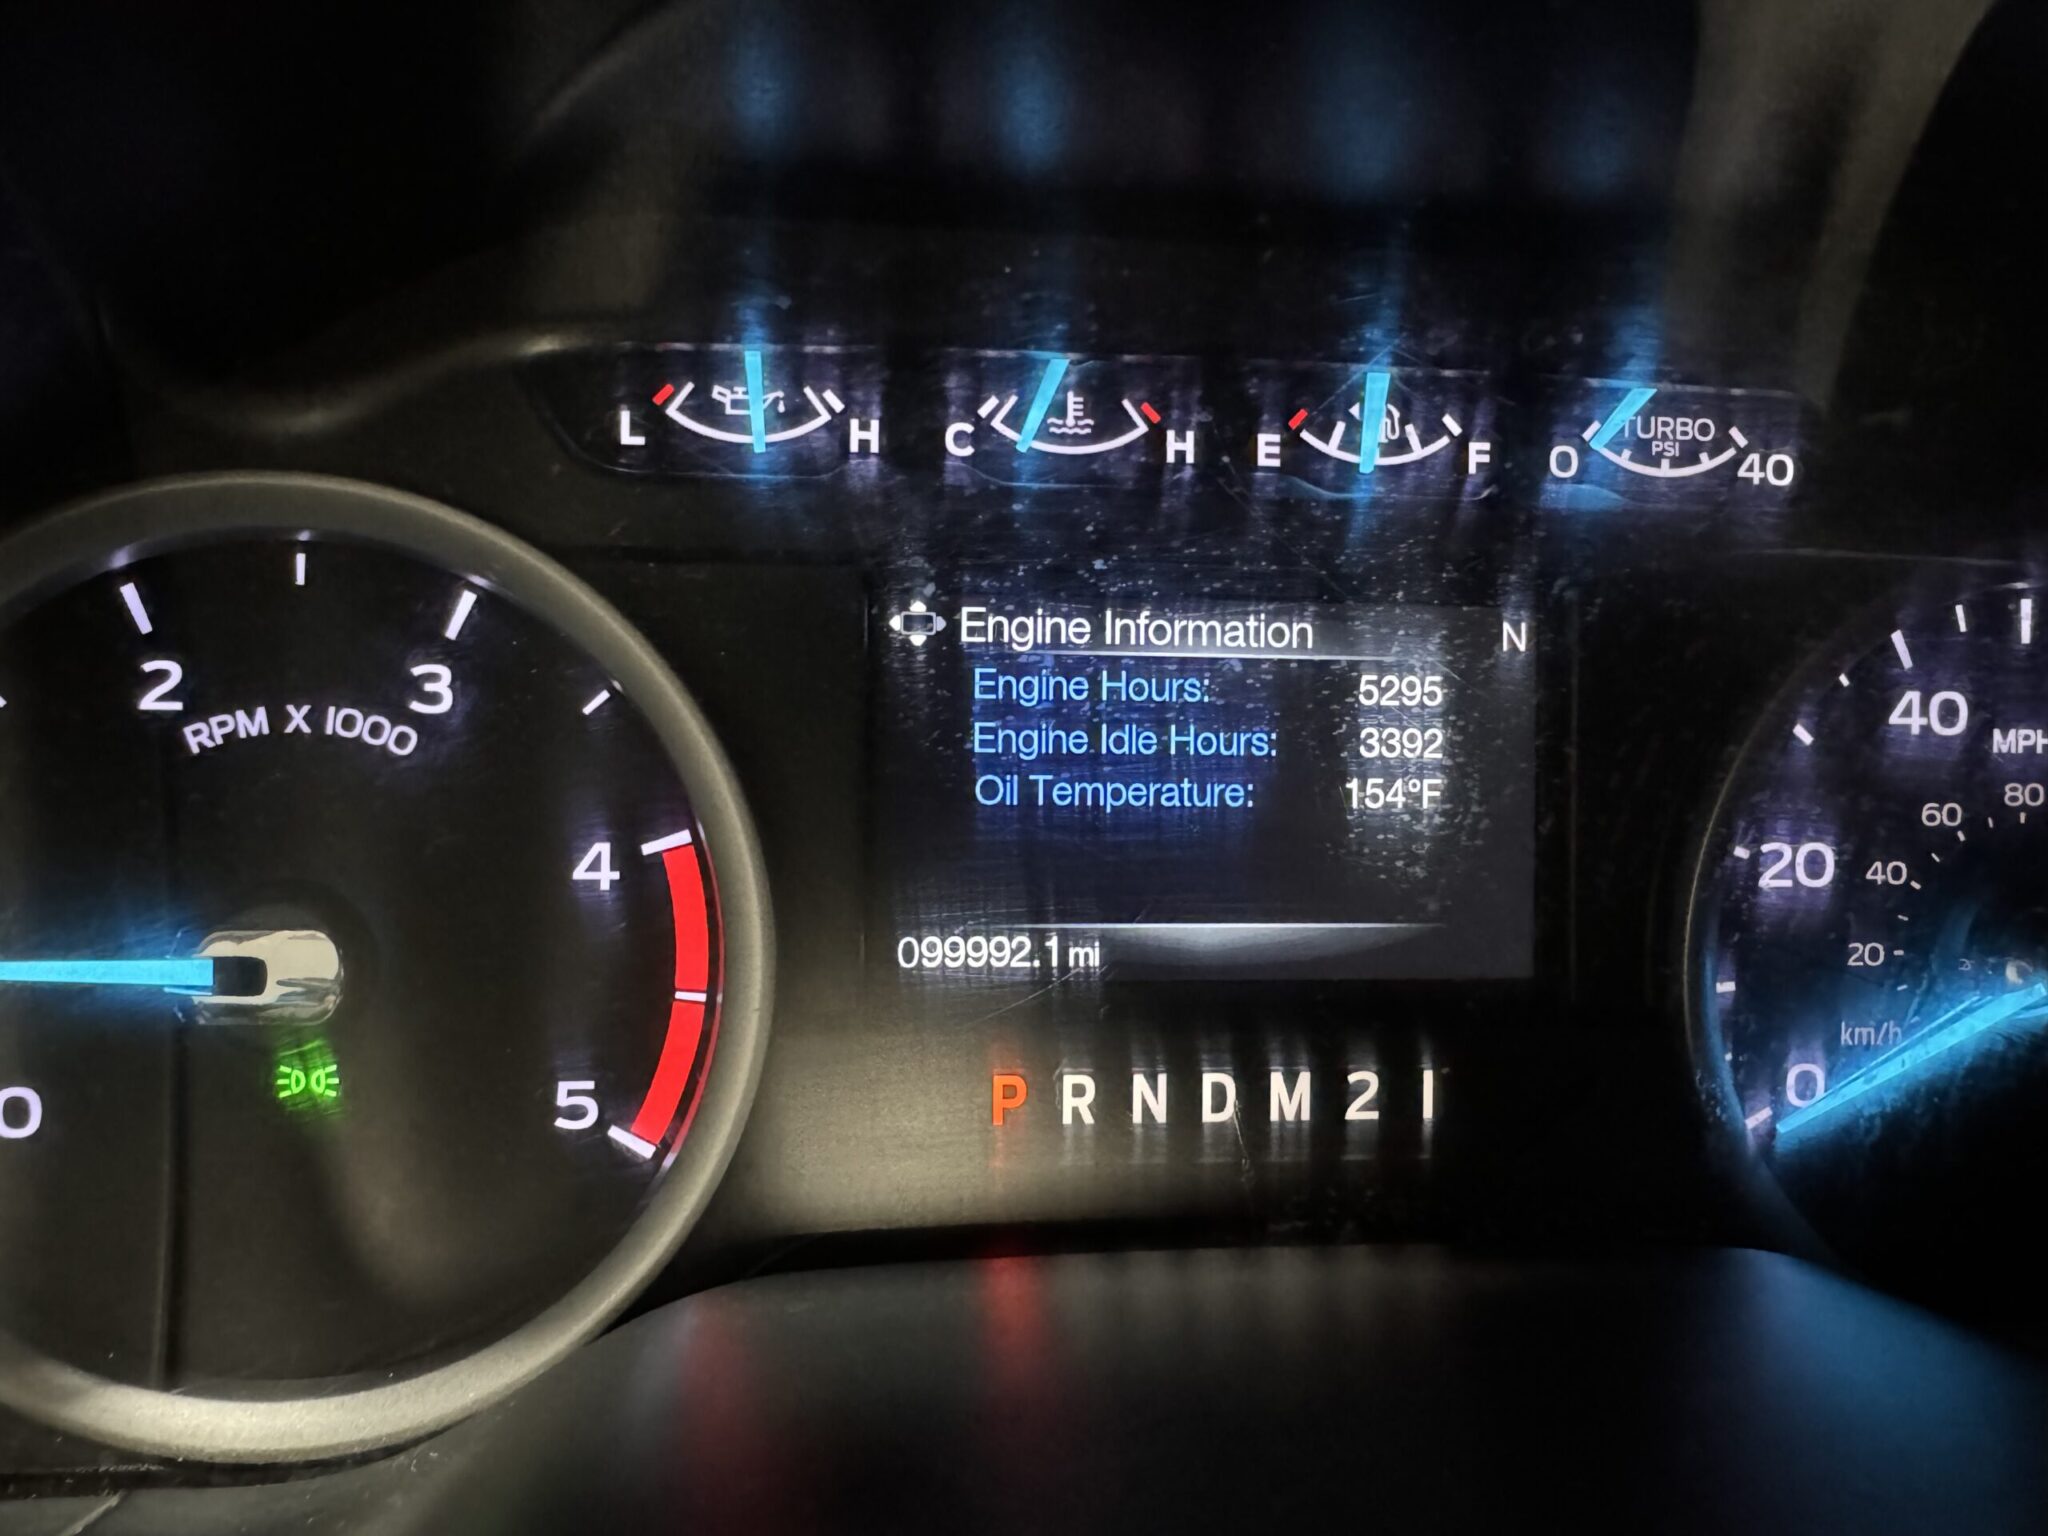 L H
C H
E F
0 TURBO PSI 40
2 3
RPM X 1000
4
5
0
Engine Information N
Engine Hours: 5295
Engine Idle Hours: 3392
Oil Temperature: 154°F
099992.1 mi
P R N D M 2 1
40
MPH
60 80
20 40
20
km/h
0